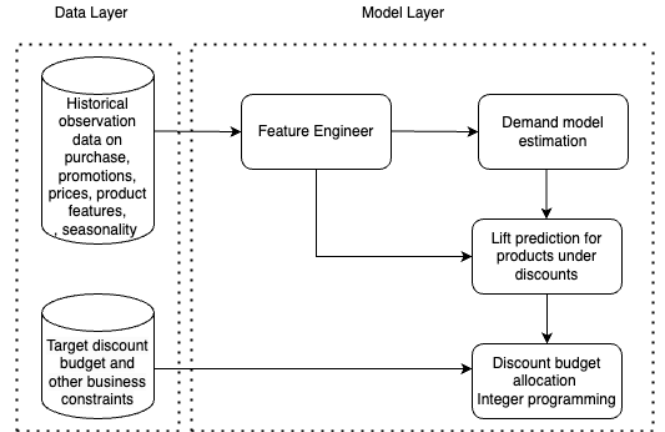 Data Layer
Model Layer
Historical
observation
data on
purchase,
promotions,
prices, product
features,
, seasonality
Feature Engineer
Demand model
estimation
Lift prediction for
products under
discounts
Target discount
budget and
other business
constraints
Discount budget
allocation
Integer programming